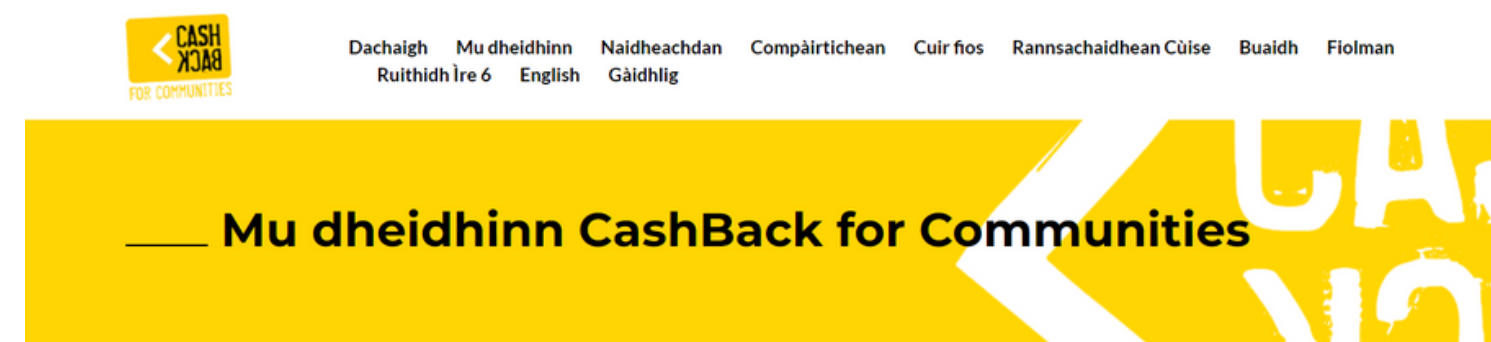 CASH
BACK
FOR COMMUNITIES
Dachaigh Mu dheidhinn Naidheachdan Compàirtichean Cuir fios Rannsachaidhean Cùise Buaidh Fiolman
Ruithidh Ìre 6 English Gàidhlig
Mu dheidhinn CashBack for Communities